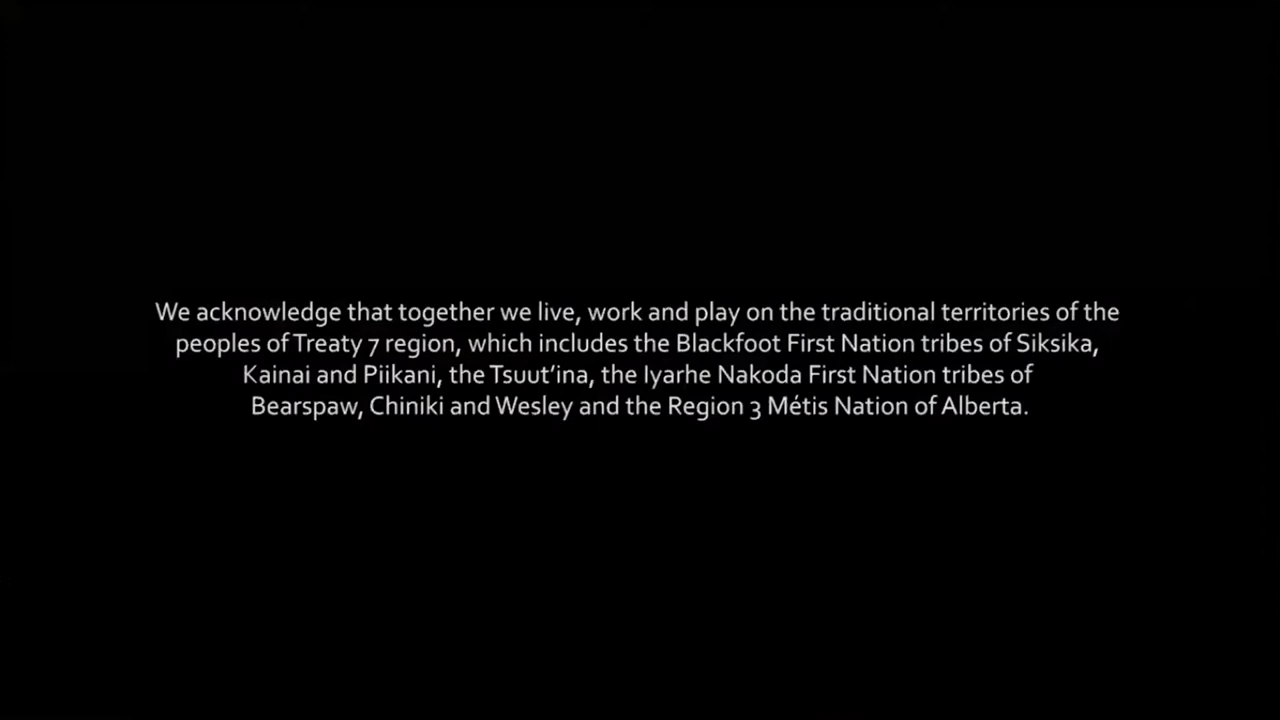 We acknowledge that together we live, work and play on the traditional territories of the
peoples of Treaty 7 region, which includes the Blackfoot First Nation tribes of Siksika,
Kainai and Piikani, the Tsuut’ina, the Iyarhe Nakoda First Nation tribes of
Bearspaw, Chiniki and Wesley and the Region 3 Métis Nation of Alberta.